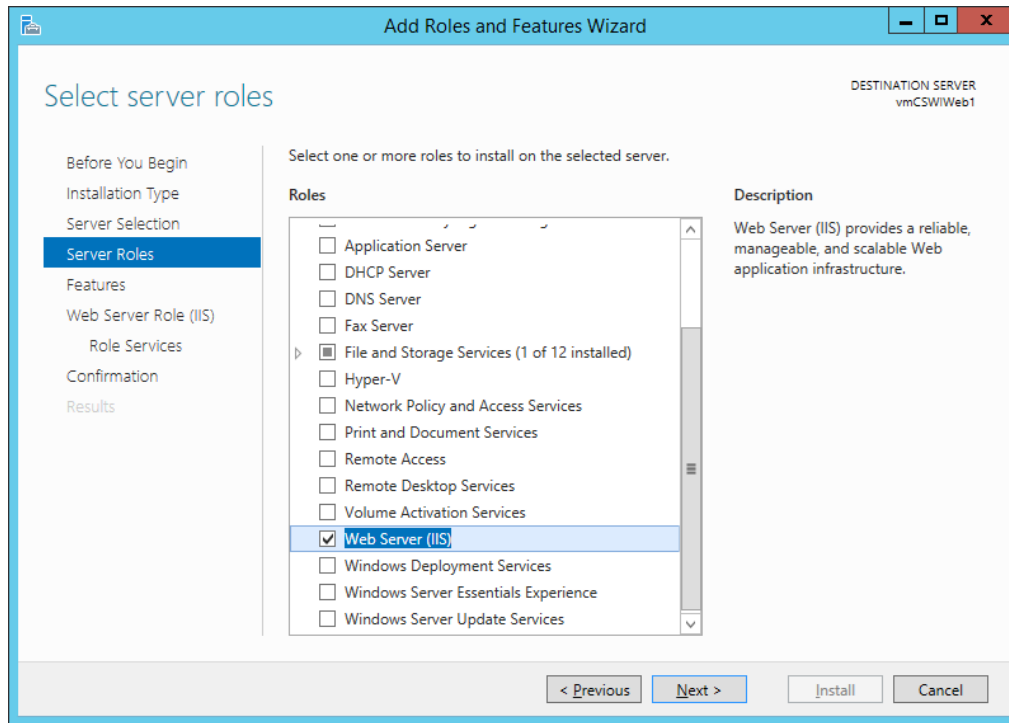 Add Roles and Features Wizard
Select server roles
DESTINATION SERVER
vmCSWIWeb1
Before You Begin
Installation Type
Server Selection
Server Roles
Features
Web Server Role (IIS)
Role Services
Confirmation
Results
Select one or more roles to install on the selected server.
Roles
Application Server
DHCP Server
DNS Server
Fax Server
File and Storage Services (1 of 12 installed)
Hyper-V
Network Policy and Access Services
Print and Document Services
Remote Access
Remote Desktop Services
Volume Activation Services
Web Server (IIS)
Windows Deployment Services
Windows Server Essentials Experience
Windows Server Update Services
Description
Web Server (IIS) provides a reliable,
manageable, and scalable Web
application infrastructure.
< Previous
Next >
Install
Cancel